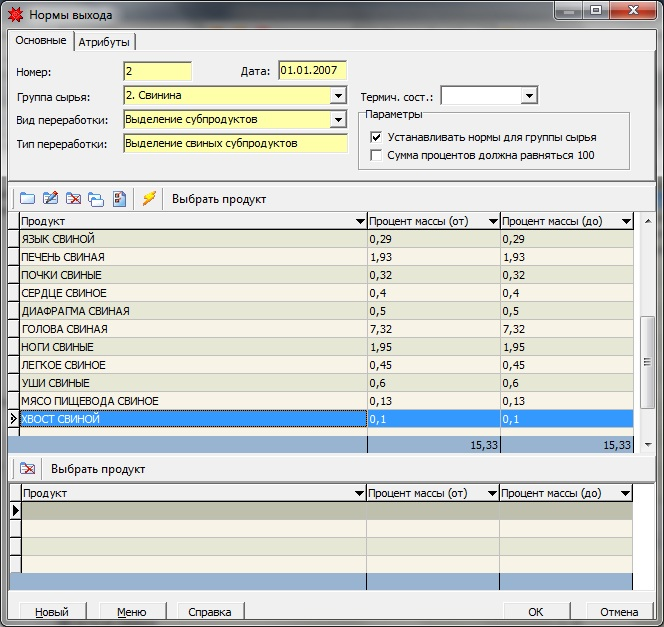 Нормы выхода
Основные Атрибуты
Номер: 2 Дата: 01.01.2007
Группа сырья: 2. Свинина Термич. сост.:
Вид переработки: Выделение субпродуктов
Тип переработки: Выделение свиных субпродуктов
Параметры
Устанавливать нормы для группы сырья
Сумма процентов должна равняться 100
Выбрать продукт
Продукт Процент массы (от) Процент массы (до)
ЯЗЫК СВИНОЙ 0,29 0,29
ПЕЧЕНЬ СВИНАЯ 1,93 1,93
ПОЧКИ СВИНЫЕ 0,32 0,32
СЕРДЦЕ СВИНОЕ 0,4 0,4
ДИАФРАГМА СВИНАЯ 0,5 0,5
ГОЛОВА СВИНАЯ 7,32 7,32
НОГИ СВИНЫЕ 1,95 1,95
ЛЕГКОЕ СВИНОЕ 0,45 0,45
УШИ СВИНЫЕ 0,6 0,6
МЯСО ПИЩЕВОДА СВИНОЕ 0,13 0,13
ХВОСТ СВИНОЙ 0,1 0,1
15,33 15,33
Выбрать продукт
Продукт Процент массы (от) Процент массы (до)
Новый Меню Справка ОК Отмена